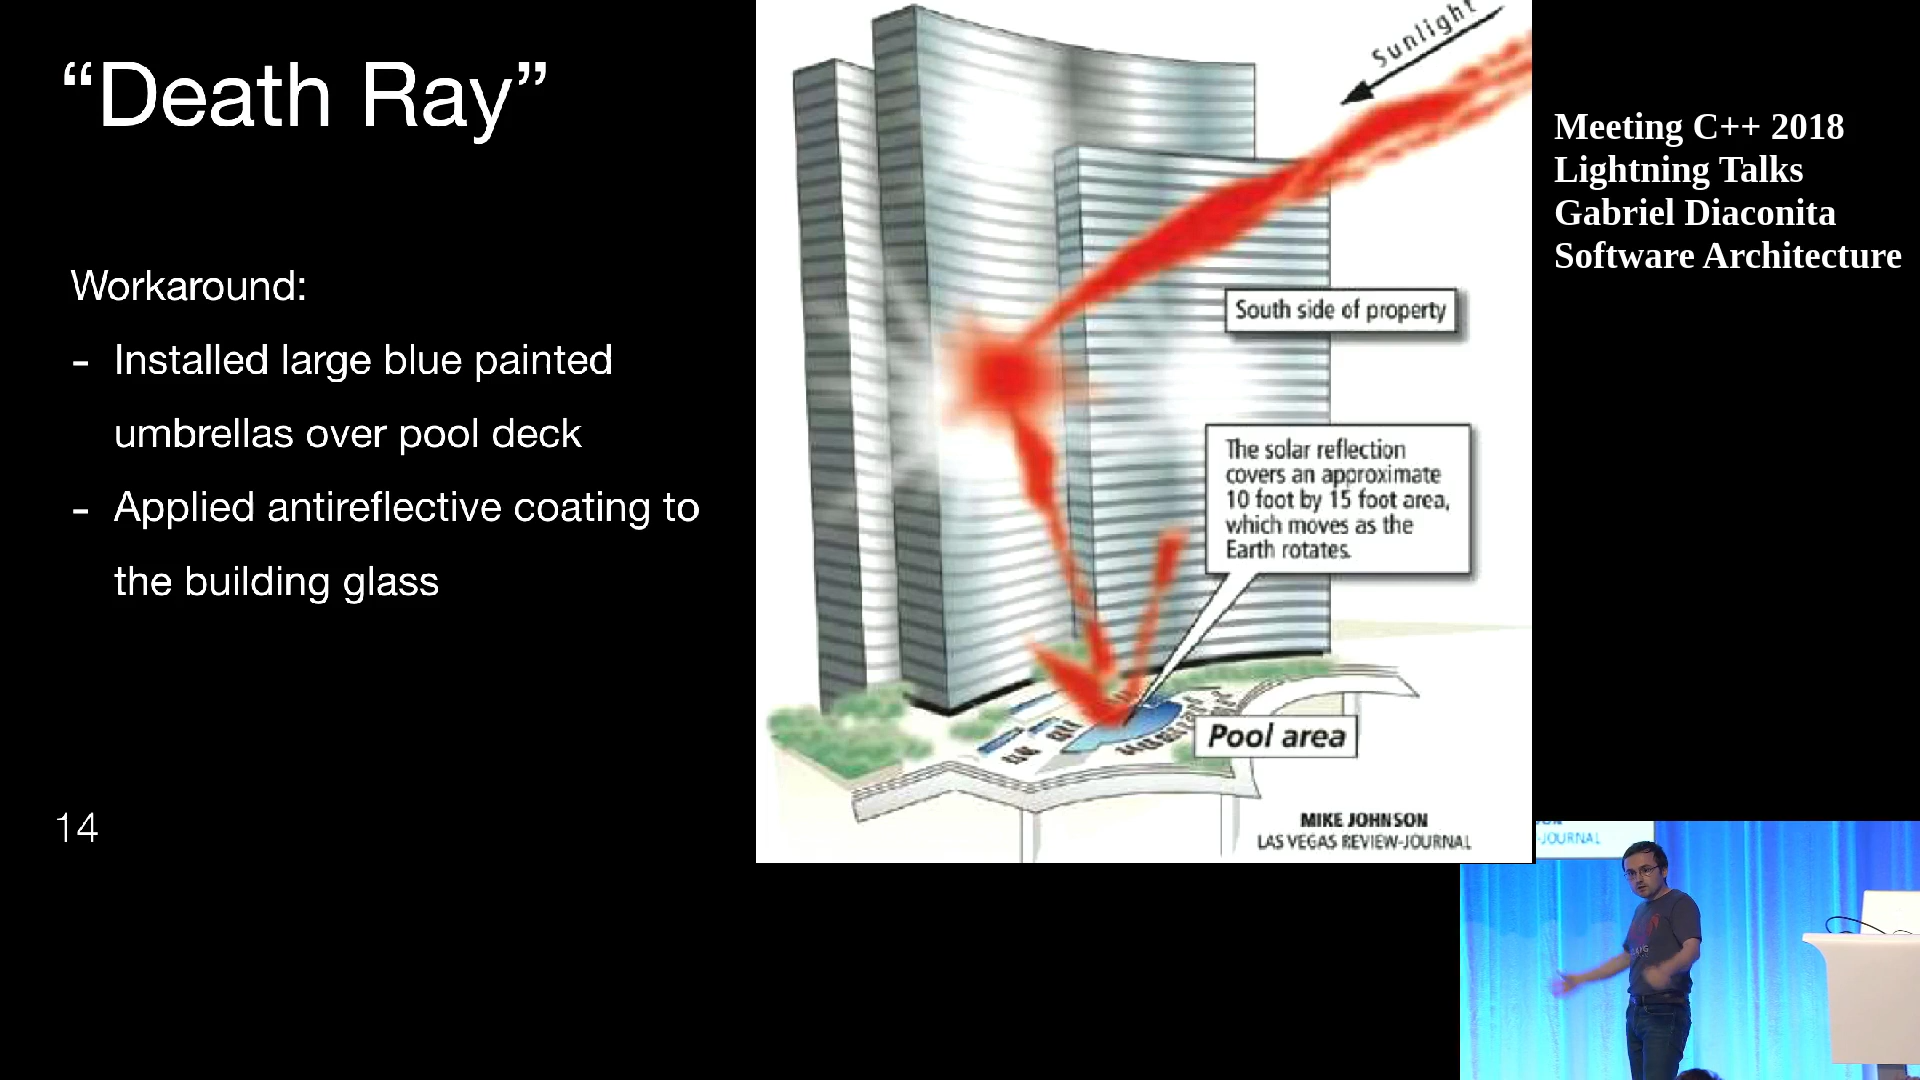 “Death Ray”
Workaround:
- Installed large blue painted
umbrellas over pool deck
- Applied antireflective coating to
the building glass
14
Sunlight
South side of property
The solar reflection
covers an approximate
10 foot by 15 foot area,
which moves as the
Earth rotates.
Pool area
MIKE JOHNSON
LAS VEGAS REVIEW-JOURNAL
Meeting C++ 2018
Lightning Talks
Gabriel Diaconita
Software Architecture
-JOURNAL